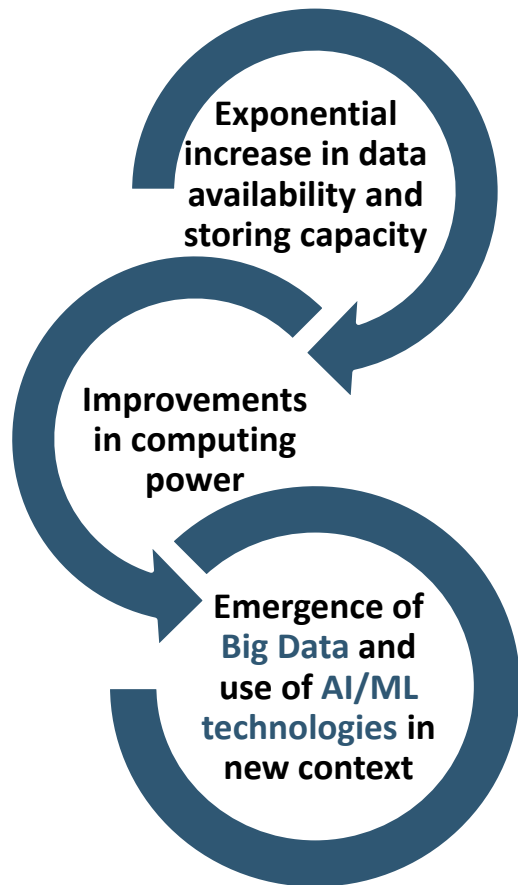 Exponential
increase in data
availability and
storing capacity
Improvements
in computing
power
Emergence of
Big Data and
use of AI/ML
technologies in
new context